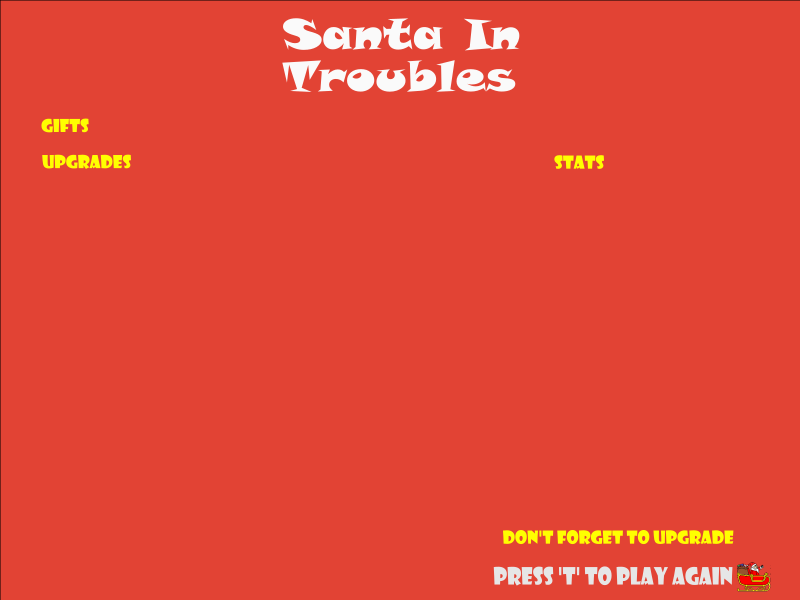 Santa In
Troubles
GIFTS
UPGRADES
STATS
DON'T FORGET TO UPGRADE
PRESS 'T' TO PLAY AGAIN